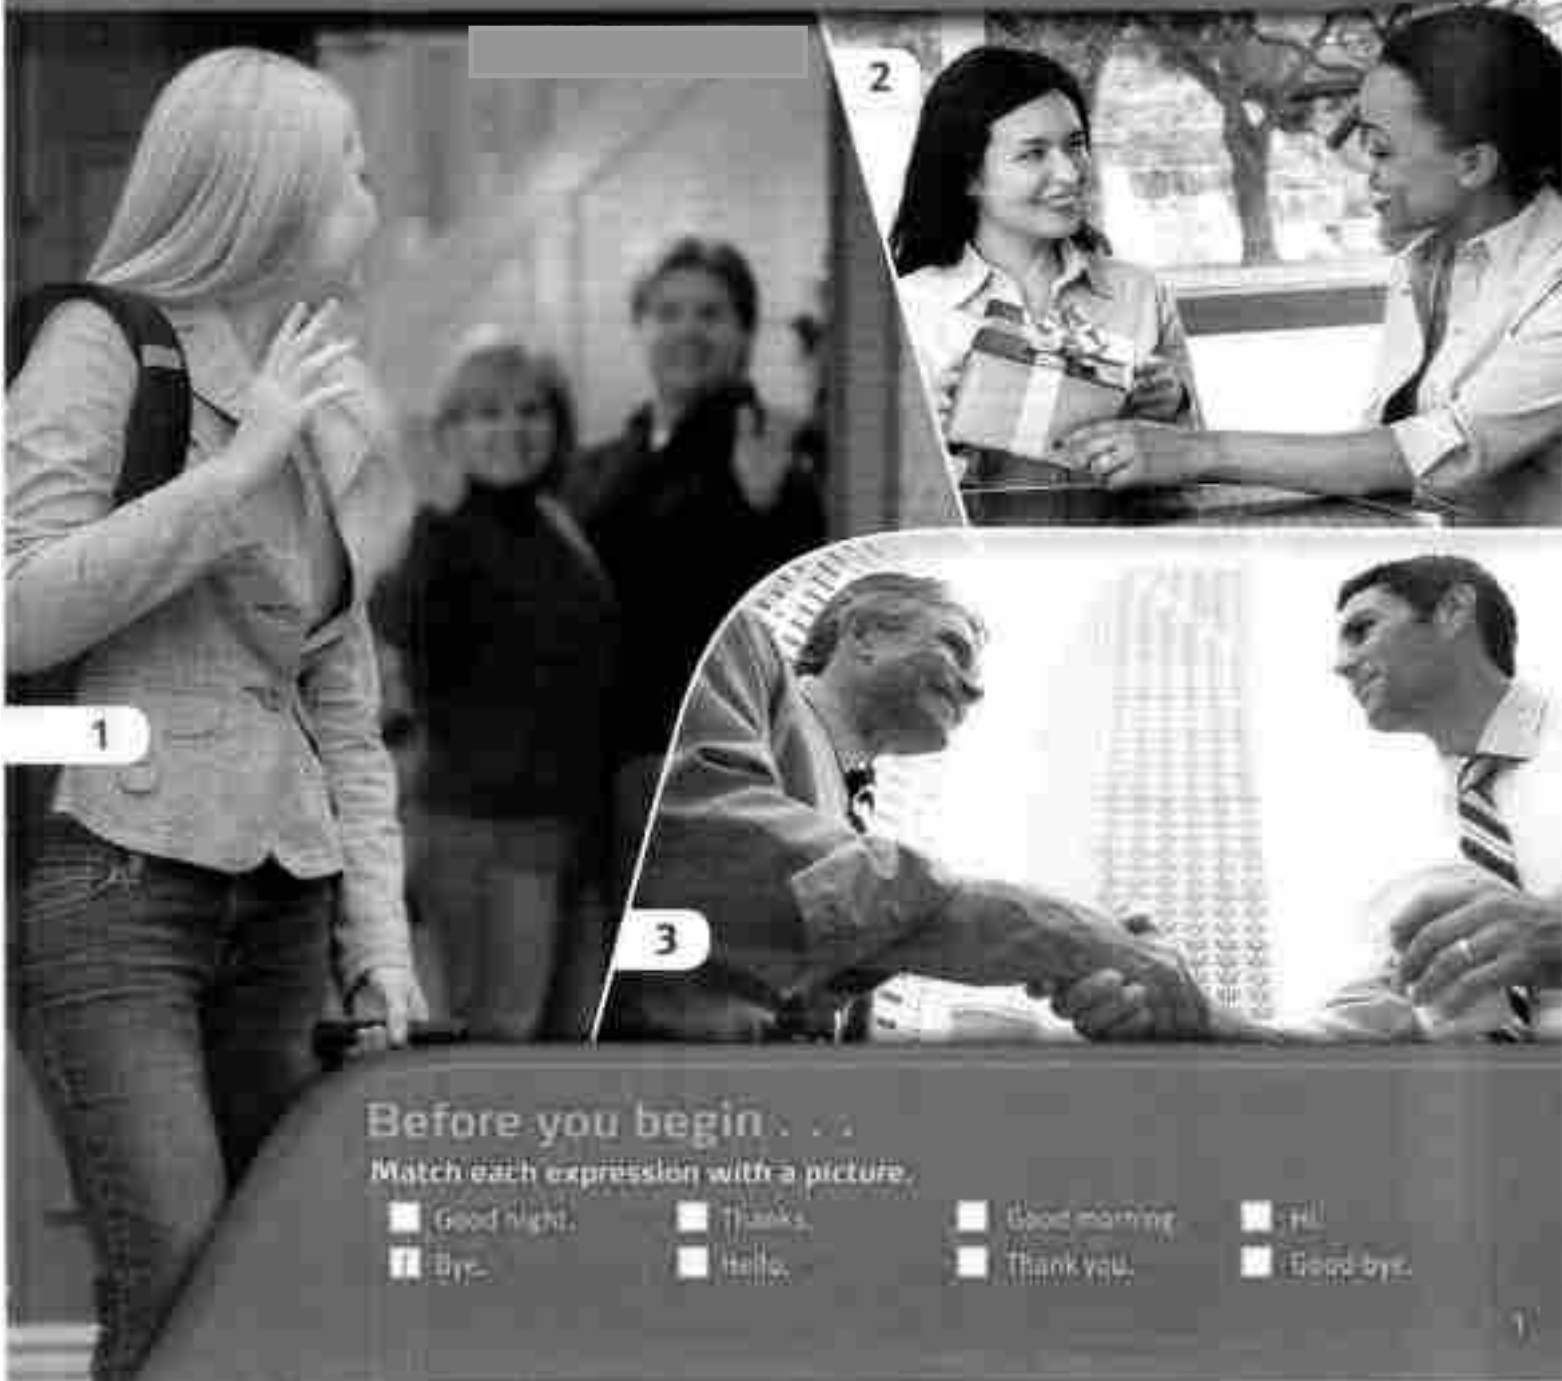 2
1
3
Before you begin . . .
Match each expression with a picture.
Good night. Thanks. Good morning. Hi.
1 Bye. Hello. Thank you. Good-bye.
1